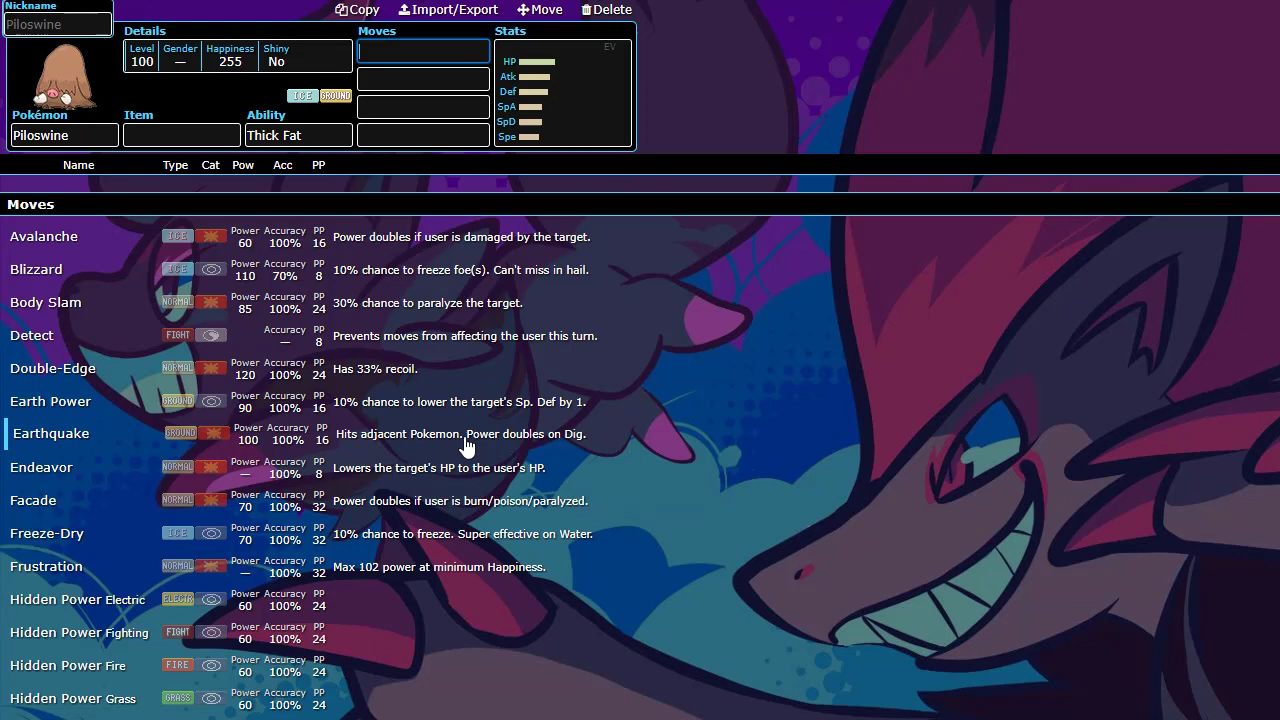 Nickname
Piloswine
Copy Import/Export Move Delete
Details
Level Gender Happiness Shiny
100 — 255 No
ICE GROUND
Pokémon Item Ability
Piloswine Thick Fat
Moves
Stats
EV
HP
Atk
Def
SpA
SpD
Spe
Name Type Cat Pow Acc PP
Moves
Avalanche ICE Power 60 Accuracy 100% PP 16 Power doubles if user is damaged by the target.
Blizzard ICE Power 110 Accuracy 70% PP 8 10% chance to freeze foe(s). Can't miss in hail.
Body Slam NORMAL Power 85 Accuracy 100% PP 24 30% chance to paralyze the target.
Detect FIGHT Accuracy — PP 8 Prevents moves from affecting the user this turn.
Double-Edge NORMAL Power 120 Accuracy 100% PP 24 Has 33% recoil.
Earth Power GROUND Power 90 Accuracy 100% PP 16 10% chance to lower the target's Sp. Def by 1.
Earthquake GROUND Power 100 Accuracy 100% PP 16 Hits adjacent Pokemon. Power doubles on Dig.
Endeavor NORMAL Power — Accuracy 100% PP 8 Lowers the target's HP to the user's HP.
Facade NORMAL Power 70 Accuracy 100% PP 32 Power doubles if user is burn/poison/paralyzed.
Freeze-Dry ICE Power 70 Accuracy 100% PP 32 10% chance to freeze. Super effective on Water.
Frustration NORMAL Power — Accuracy 100% PP 32 Max 102 power at minimum Happiness.
Hidden Power Electric ELECTR Power 60 Accuracy 100% PP 24
Hidden Power Fighting FIGHT Power 60 Accuracy 100% PP 24
Hidden Power Fire FIRE Power 60 Accuracy 100% PP 24
Hidden Power Grass GRASS Power 60 Accuracy 100% PP 24